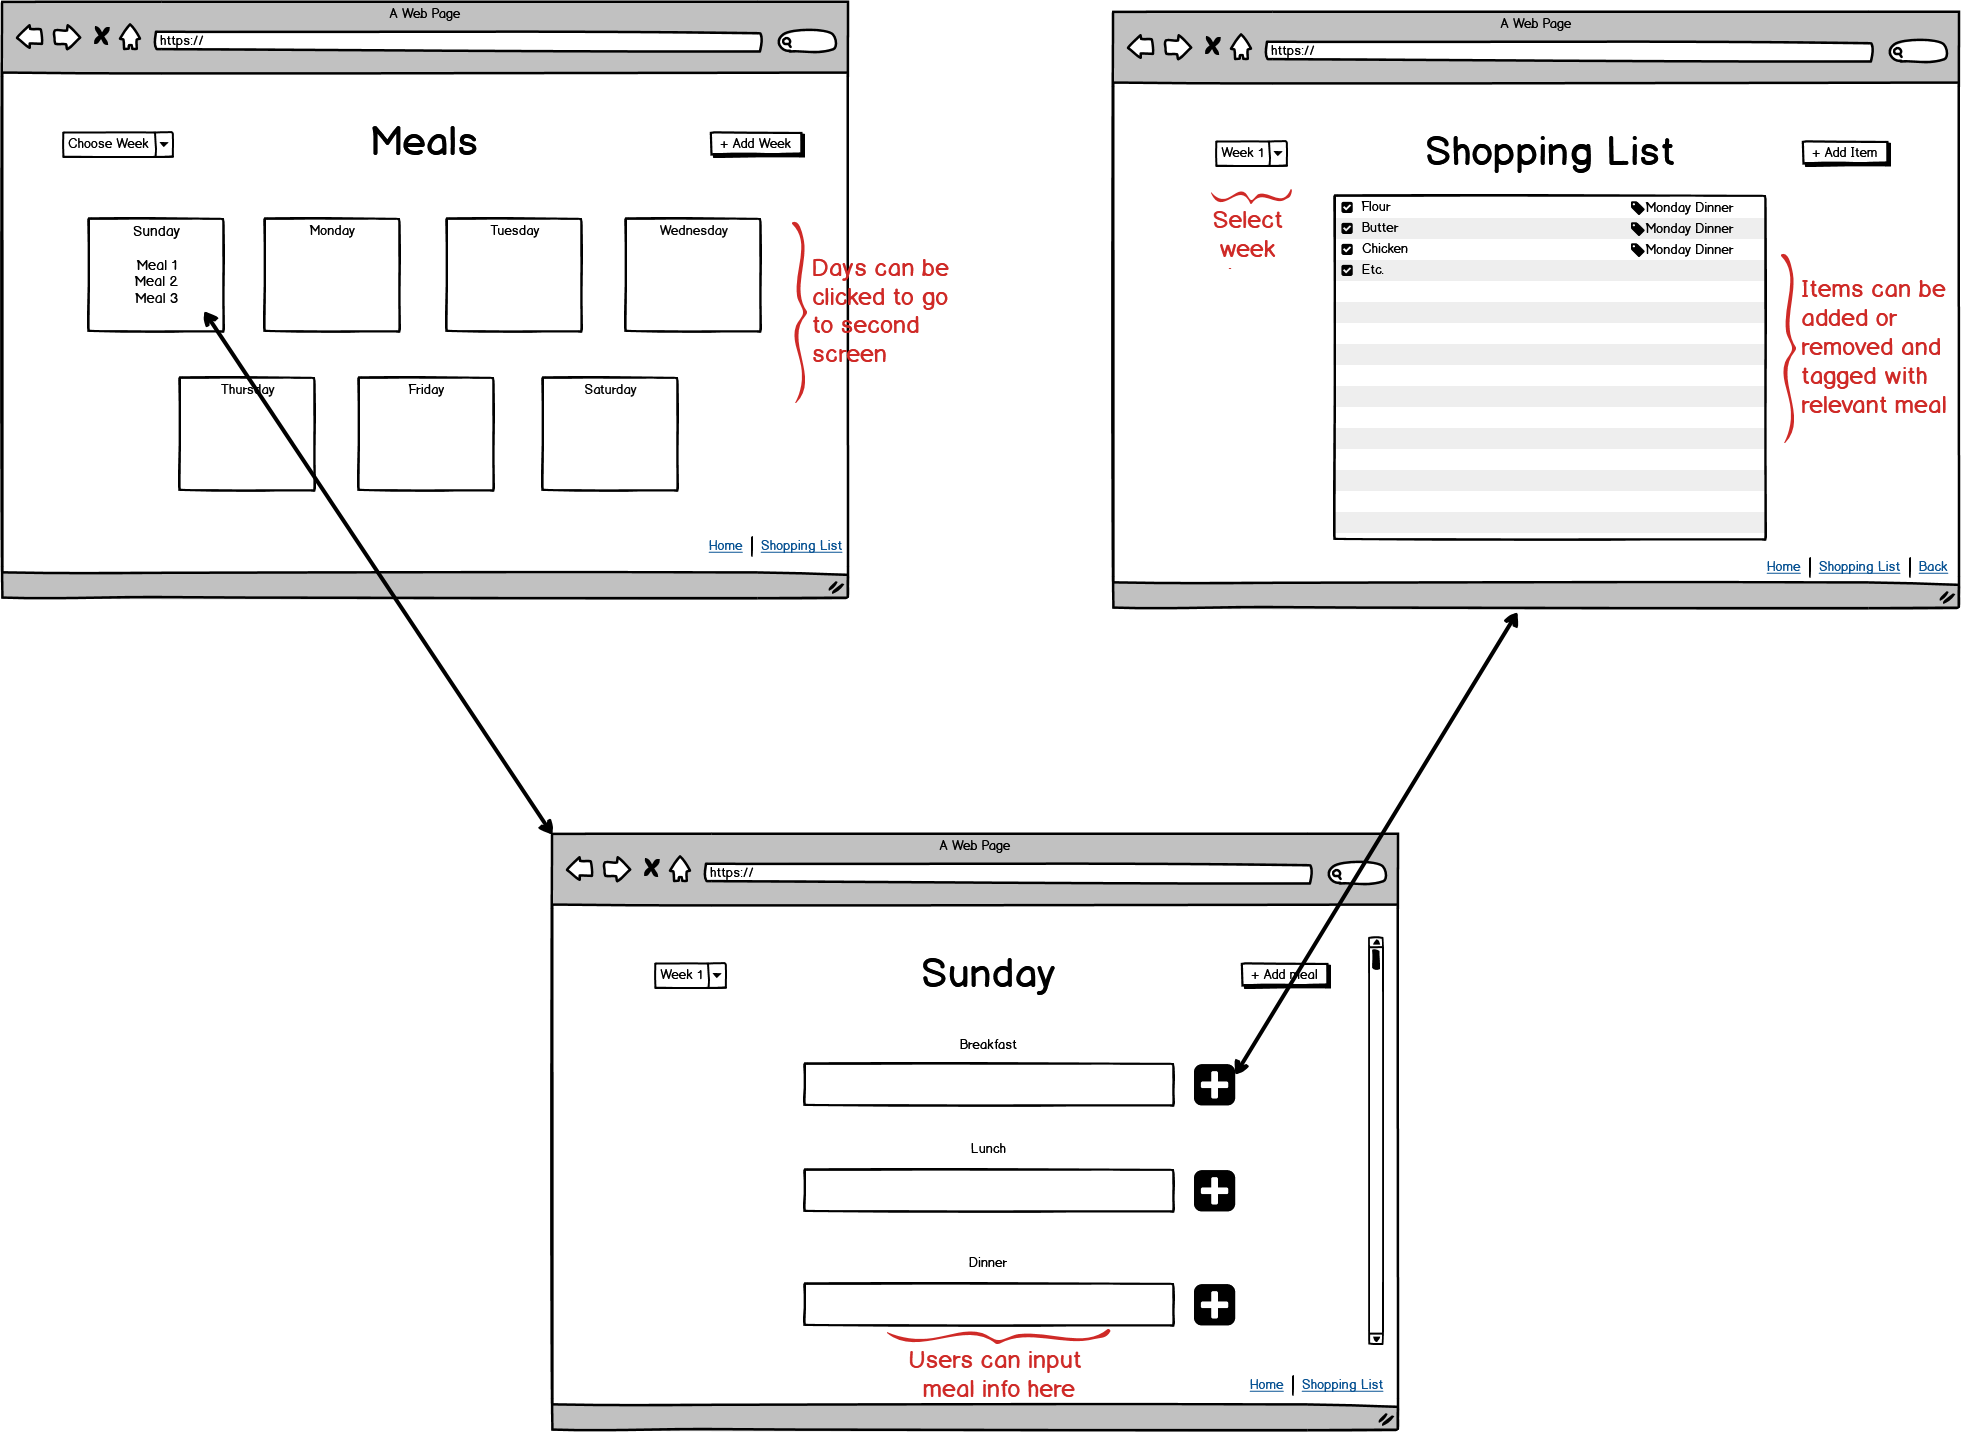 A Web Page
https://
Choose Week
Meals
+ Add Week
Sunday
Meal 1
Meal 2
Meal 3
Monday
Tuesday
Wednesday
Days can be
clicked to go
to second
screen
Thursday
Friday
Saturday
Home
Shopping List
A Web Page
https://
Week 1
Shopping List
+ Add Item
Select
week
Flour
Monday Dinner
Butter
Monday Dinner
Chicken
Monday Dinner
Etc.
Items can be
added or
removed and
tagged with
relevant meal
Home
Shopping List
Back
A Web Page
https://
Week 1
Sunday
+ Add meal
Breakfast
Lunch
Dinner
Users can input
meal info here
Home
Shopping List